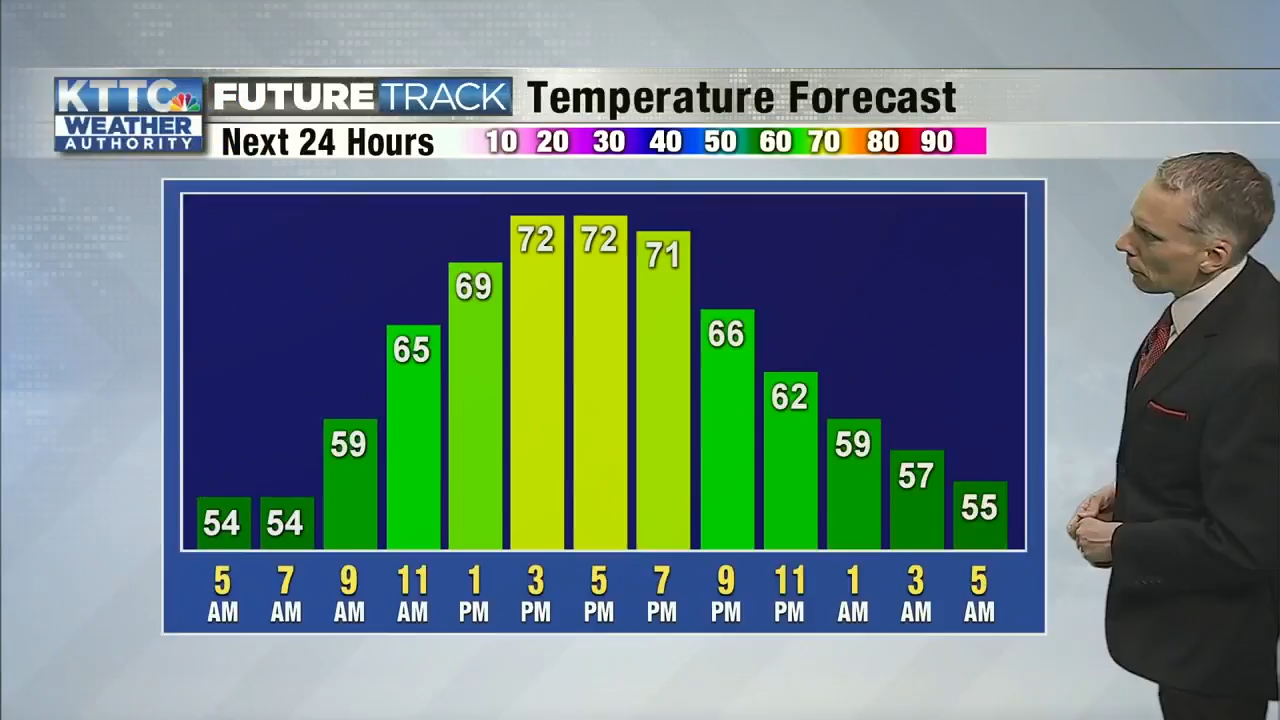 KTTC
WEATHER
AUTHORITY
FUTURETRACK Temperature Forecast
Next 24 Hours 10 20 30 40 50 60 70 80 90
54 54 59 65 69 72 72 71 66 62 59 57 55
5 7 9 11 1 3 5 7 9 11 1 3 5
AM AM AM AM PM PM PM PM PM PM AM AM AM